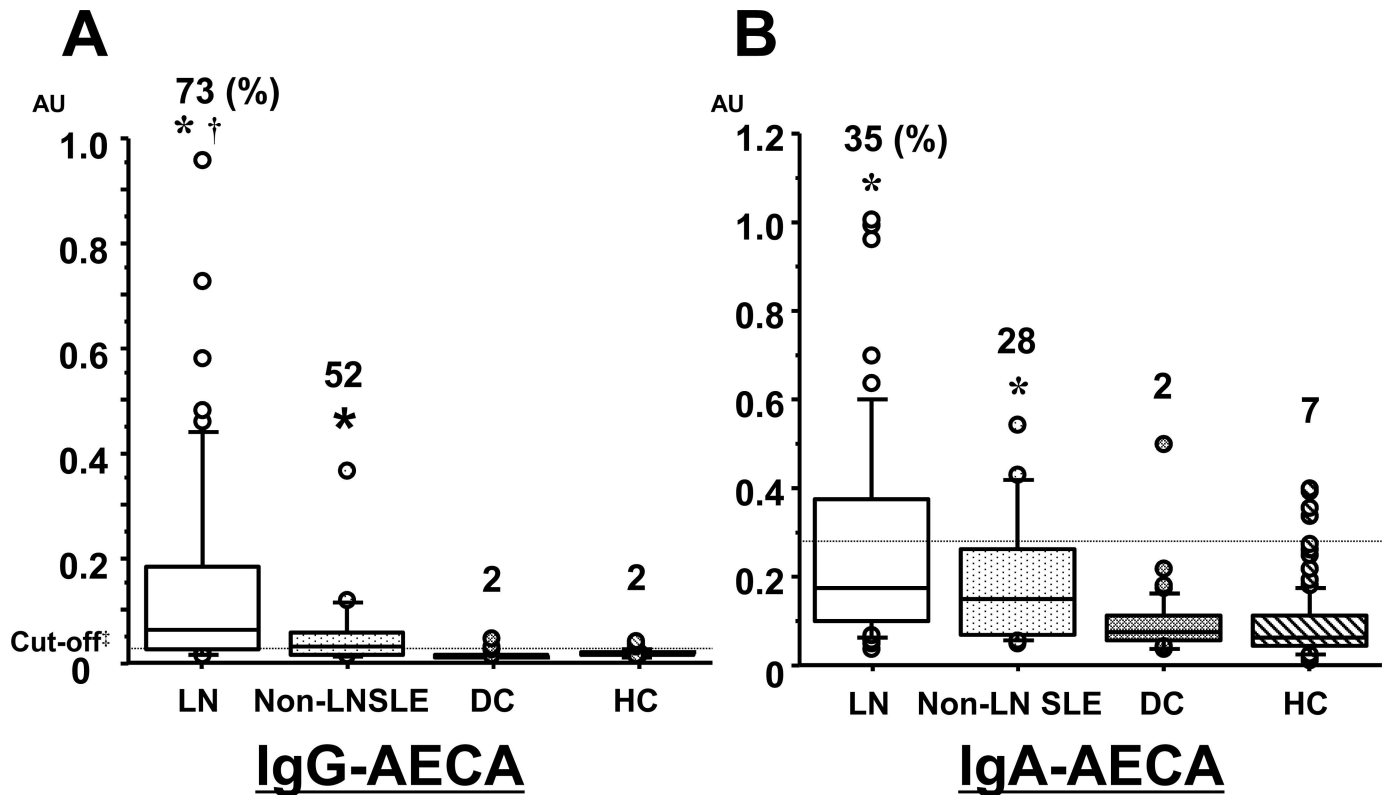 A
73 (%)
AU
* †
1.0
0.8
0.6
52
*
0.4
0.2
2
2
Cut-off‡
0
LN
Non-LNSLE
DC
HC
IgG-AECA
B
AU
1.2
35 (%)
*
1.0
0.8
28
*
2
7
0.6
0.4
0.2
0
LN
Non-LN SLE
DC
HC
IgA-AECA